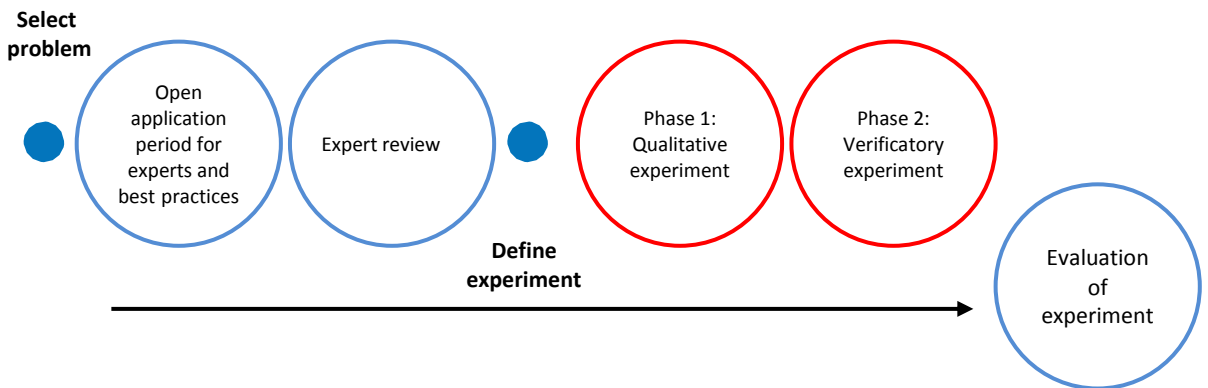 Select
problem
Open
application
period for
experts and
best practices
Expert review
Phase 1:
Qualitative
experiment
Phase 2:
Verificatory
experiment
Define
experiment
Evaluation
of
experiment